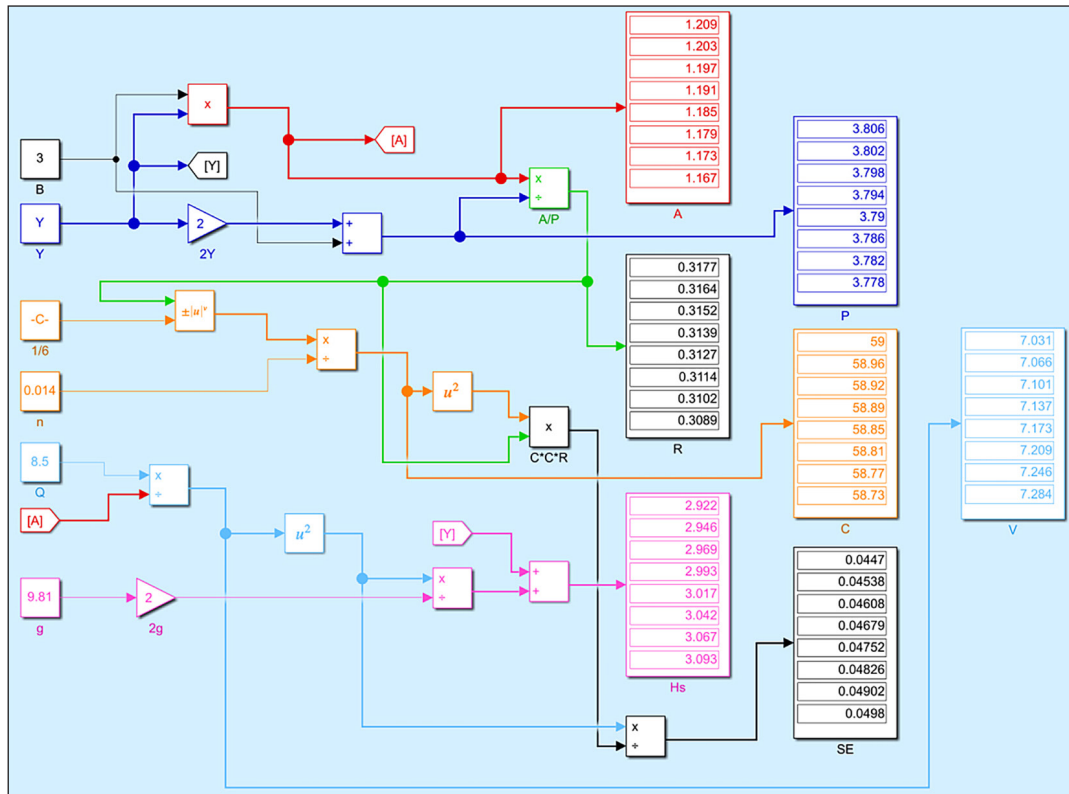 3
B
Y
Y
x
[A]
[Y]
2
2Y
+
+
x
÷
A/P
1.209
1.203
1.197
1.191
1.185
1.179
1.173
1.167
A
3.806
3.802
3.798
3.794
3.79
3.786
3.782
3.778
P
-C-
1/6
±|u|ᵛ
0.014
n
x
÷
u²
x
C*C*R
0.3177
0.3164
0.3152
0.3139
0.3127
0.3114
0.3102
0.3089
R
59
58.96
58.92
58.89
58.85
58.81
58.77
58.73
C
7.031
7.066
7.101
7.137
7.173
7.209
7.246
7.284
V
8.5
Q
[A]
x
÷
u²
9.81
g
2
2g
x
÷
[Y]
+
+
2.922
2.946
2.969
2.993
3.017
3.042
3.067
3.093
Hs
x
÷
0.0447
0.04538
0.04608
0.04679
0.04752
0.04826
0.04902
0.0498
SE